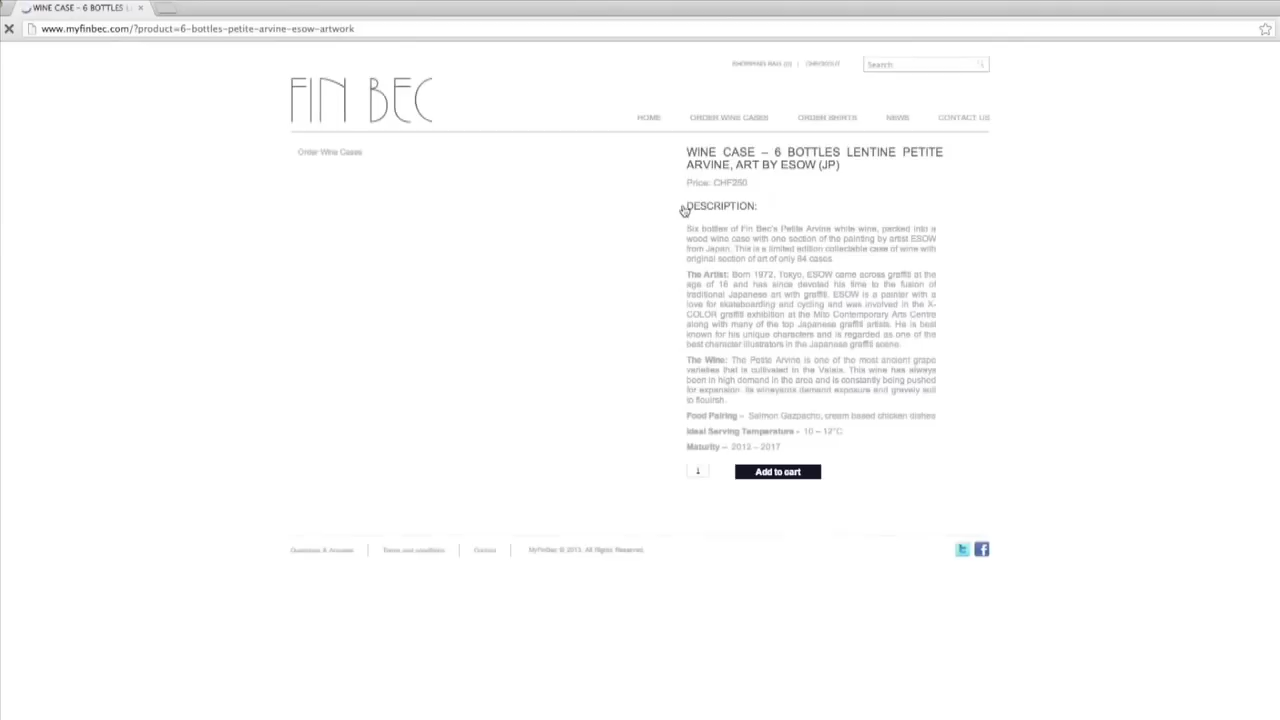 WINE CASE – 6 BOTTLES L
www.myfinbec.com/?product=6-bottles-petite-arvine-esow-artwork
SHOPPING BAG (0) | CHECKOUT
Search:
FIN BEC
HOME ORDER WINE CASES ORDER SHIRTS NEWS CONTACT US
Order Wine Cases
WINE CASE – 6 BOTTLES LENTINE PETITE
ARVINE, ART BY ESOW (JP)
Price: CHF250
DESCRIPTION:
Six bottles of Fin Bec's Petite Arvine white wine, packed into a
wood wine case with one section of the painting by artist ESOW
from Japan. This is a limited edition collectable case of wine with
original section of art of only 84 cases.
The Artist: Born 1972, Tokyo, ESOW came across graffiti at the
age of 18 and has since devoted his time to the fusion of
traditional Japanese art with graffiti. ESOW is a painter with a
love for skateboarding and cycling and was involved in the X-
COLOR graffiti exhibition at the Mito Contemporary Arts Centre
along with many of the top Japanese graffiti artists. He is best
known for his unique characters and is regarded as one of the
best character illustrators in the Japanese graffiti scene.
The Wine: The Petite Arvine is one of the most ancient grape
varieties that is cultivated in the Valais. This wine has always
been in high demand in the area and is constantly being pushed
for expansion. Its wineyards demand exposure and gravely soil
to flouirsh.
Food Pairing – Salmon Gazpacho, cream based chicken dishes
Ideal Serving Temperature - 10 – 12°C
Maturity – 2013 – 2017
1 Add to cart
Questions & Answers | Terms and conditions | Contact | MyFinBec © 2013. All Rights Reserved.